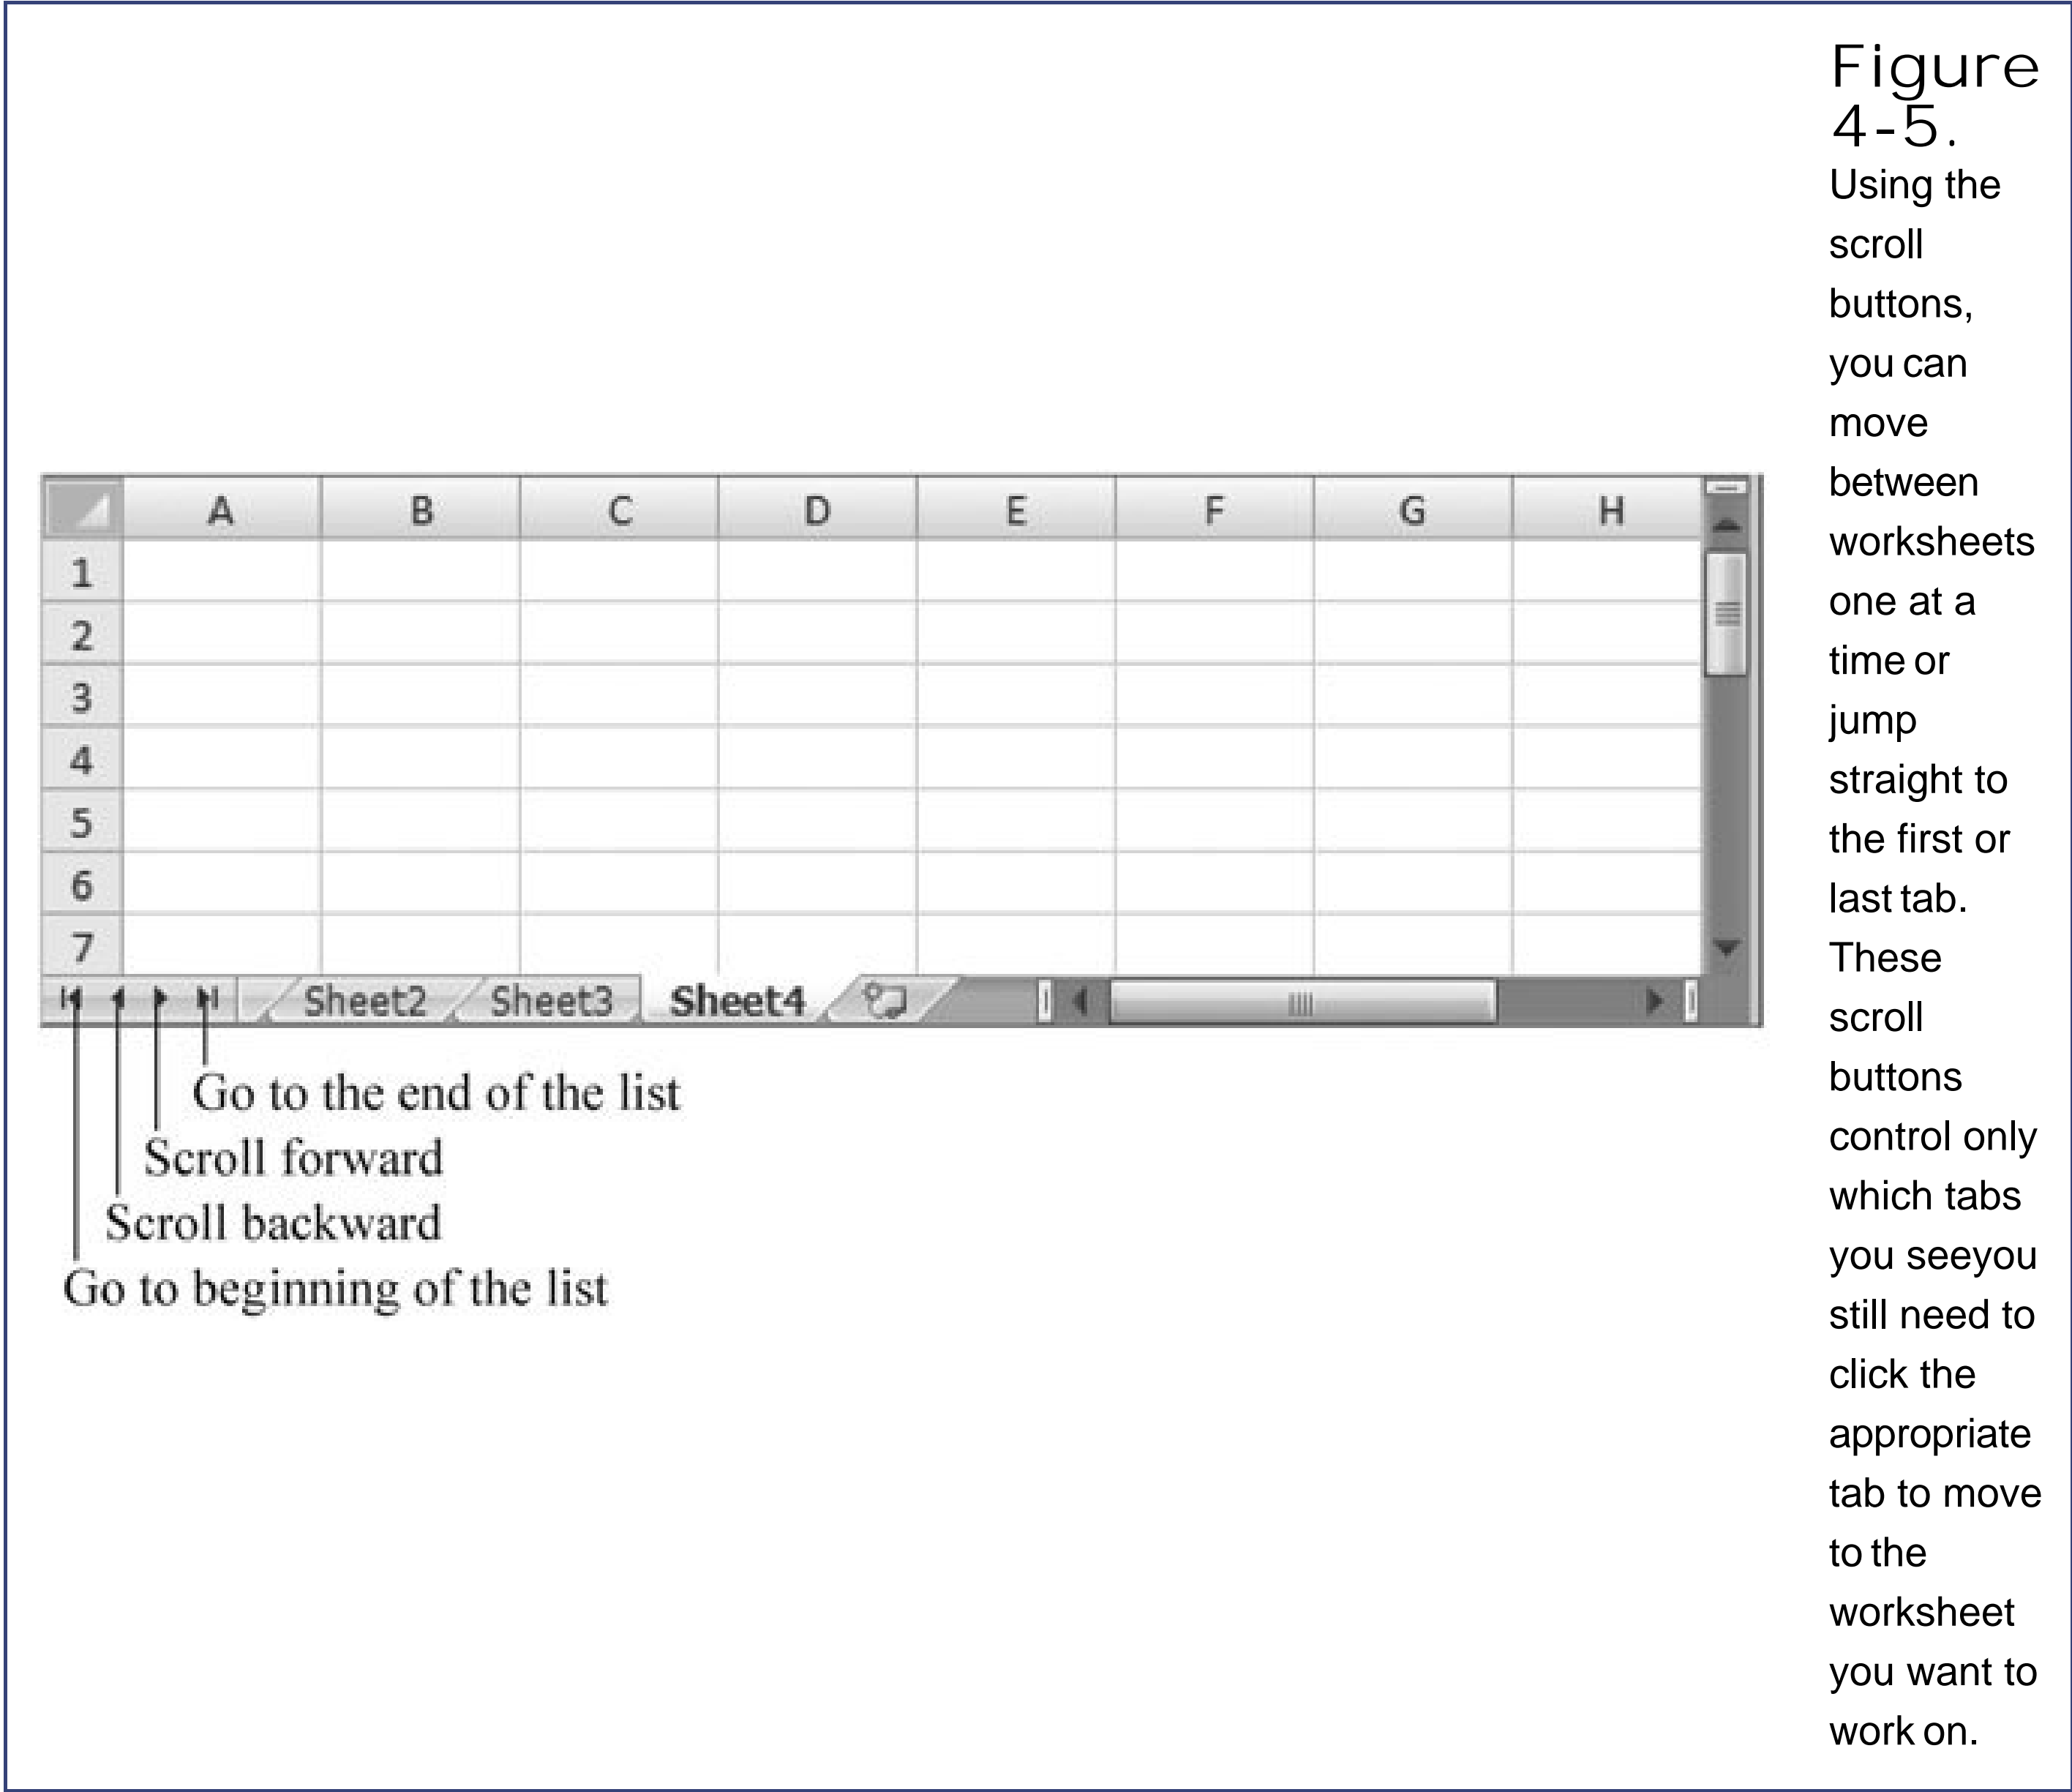 A B C D E F G H
1
2
3
4
5
6
7
Sheet2 Sheet3 Sheet4
Go to the end of the list
Scroll forward
Scroll backward
Go to beginning of the list
Figure
4-5.
Using the
scroll
buttons,
you can
move
between
worksheets
one at a
time or
jump
straight to
the first or
last tab.
These
scroll
buttons
control only
which tabs
you seeyou
still need to
click the
appropriate
tab to move
to the
worksheet
you want to
work on.